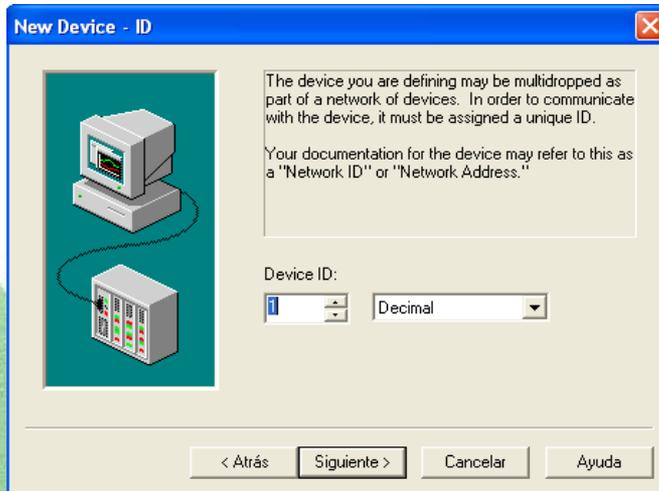 New Device - ID
The device you are defining may be multidropped as
part of a network of devices. In order to communicate
with the device, it must be assigned a unique ID.
Your documentation for the device may refer to this as
a "Network ID" or "Network Address."
Device ID:
1 Decimal
< Atrás Siguiente > Cancelar Ayuda